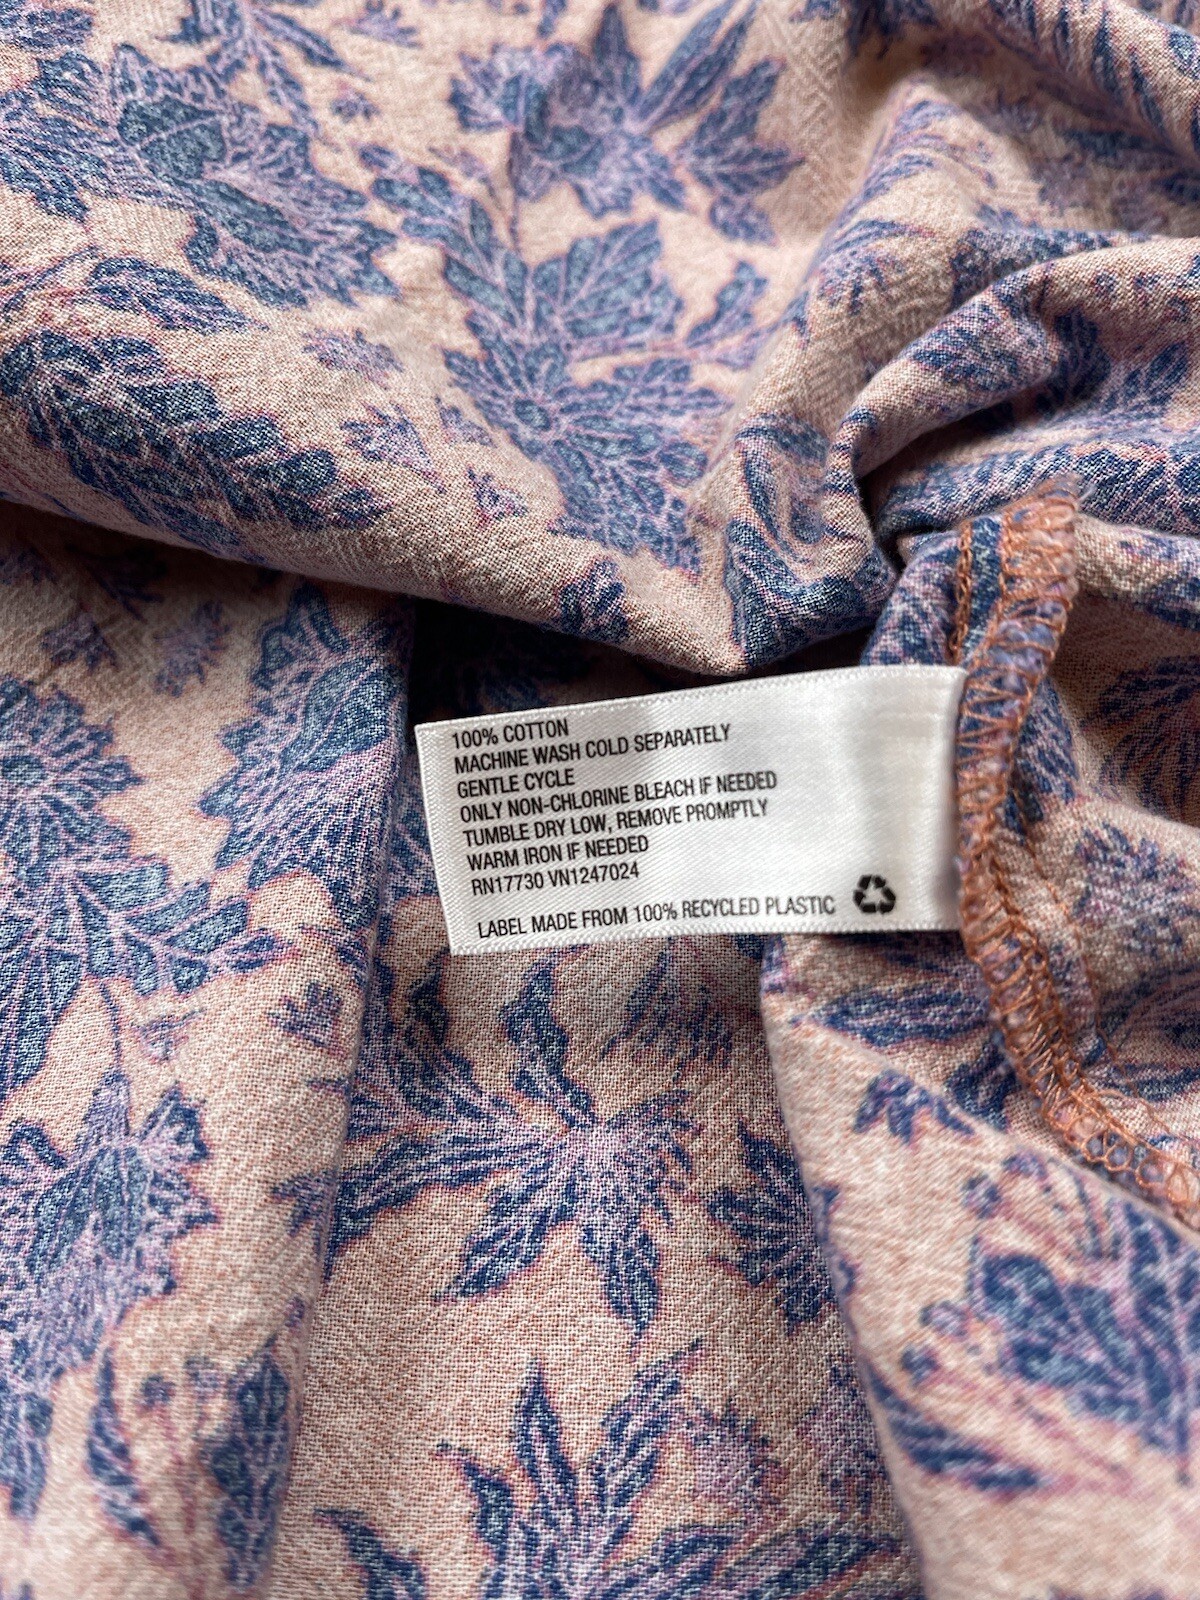 100% COTTON
MACHINE WASH COLD SEPARATELY
GENTLE CYCLE
ONLY NON-CHLORINE BLEACH IF NEEDED
TUMBLE DRY LOW, REMOVE PROMPTLY
WARM IRON IF NEEDED
RN17730 VN1247024
LABEL MADE FROM 100% RECYCLED PLASTIC